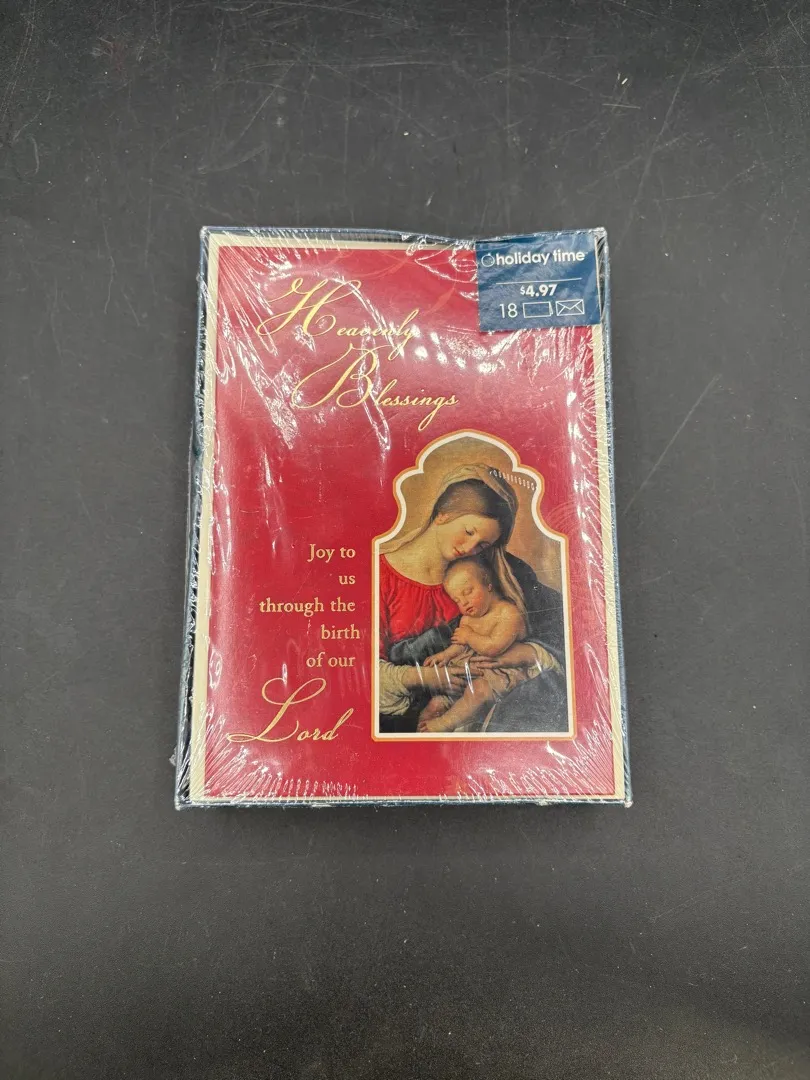 holiday time
$4.97
18
Heavenly
Blessings
Joy to
us
through the
birth
of our
Lord